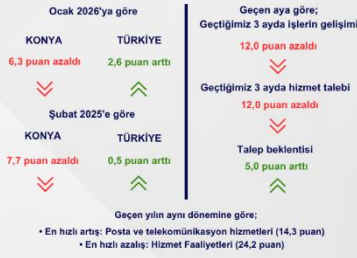 Ocak 2026'ya göre
KONYA TÜRKİYE
6,3 puan azaldı 2,6 puan arttı
Şubat 2025'e göre
KONYA TÜRKİYE
7,7 puan azaldı 0,5 puan arttı
Geçen aya göre;
Geçtiğimiz 3 ayda işlerin gelişimi
12,0 puan azaldı
Geçtiğimiz 3 ayda hizmet talebi
12,0 puan azaldı
Talep beklentisi
5,0 puan arttı
Geçen yılın aynı dönemine göre;
• En hızlı artış: Posta ve telekomünikasyon hizmetleri (14,3 puan)
• En hızlı azalış: Hizmet Faaliyetleri (24,2 puan)